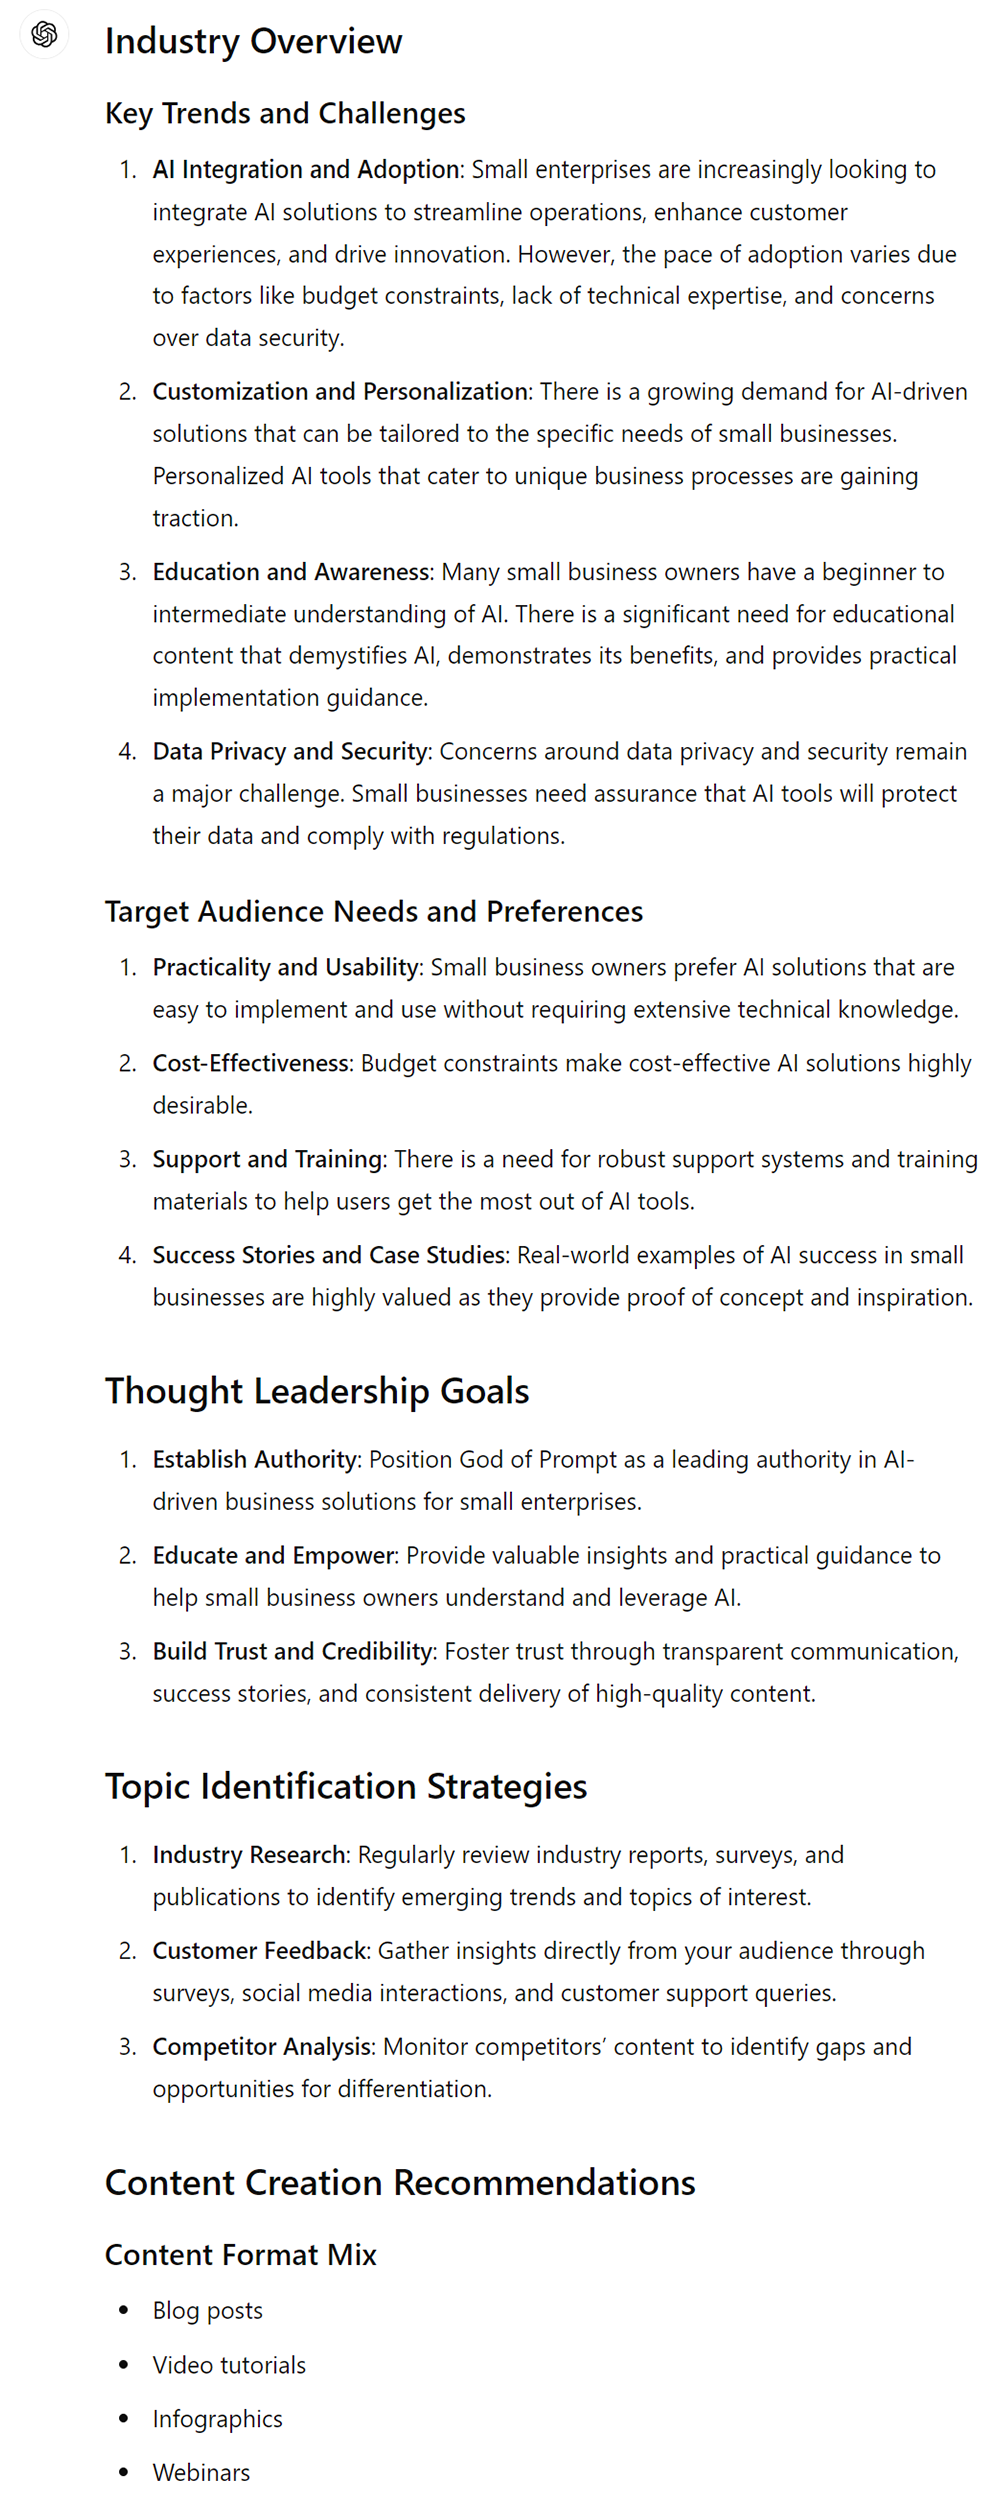 Industry Overview
Key Trends and Challenges
1. AI Integration and Adoption: Small enterprises are increasingly looking to
integrate AI solutions to streamline operations, enhance customer
experiences, and drive innovation. However, the pace of adoption varies due
to factors like budget constraints, lack of technical expertise, and concerns
over data security.
2. Customization and Personalization: There is a growing demand for AI-driven
solutions that can be tailored to the specific needs of small businesses.
Personalized AI tools that cater to unique business processes are gaining
traction.
3. Education and Awareness: Many small business owners have a beginner to
intermediate understanding of AI. There is a significant need for educational
content that demystifies AI, demonstrates its benefits, and provides practical
implementation guidance.
4. Data Privacy and Security: Concerns around data privacy and security remain
a major challenge. Small businesses need assurance that AI tools will protect
their data and comply with regulations.
Target Audience Needs and Preferences
1. Practicality and Usability: Small business owners prefer AI solutions that are
easy to implement and use without requiring extensive technical knowledge.
2. Cost-Effectiveness: Budget constraints make cost-effective AI solutions highly
desirable.
3. Support and Training: There is a need for robust support systems and training
materials to help users get the most out of AI tools.
4. Success Stories and Case Studies: Real-world examples of AI success in small
businesses are highly valued as they provide proof of concept and inspiration.
Thought Leadership Goals
1. Establish Authority: Position God of Prompt as a leading authority in AI-
driven business solutions for small enterprises.
2. Educate and Empower: Provide valuable insights and practical guidance to
help small business owners understand and leverage AI.
3. Build Trust and Credibility: Foster trust through transparent communication,
success stories, and consistent delivery of high-quality content.
Topic Identification Strategies
1. Industry Research: Regularly review industry reports, surveys, and
publications to identify emerging trends and topics of interest.
2. Customer Feedback: Gather insights directly from your audience through
surveys, social media interactions, and customer support queries.
3. Competitor Analysis: Monitor competitors’ content to identify gaps and
opportunities for differentiation.
Content Creation Recommendations
Content Format Mix
• Blog posts
• Video tutorials
• Infographics
• Webinars